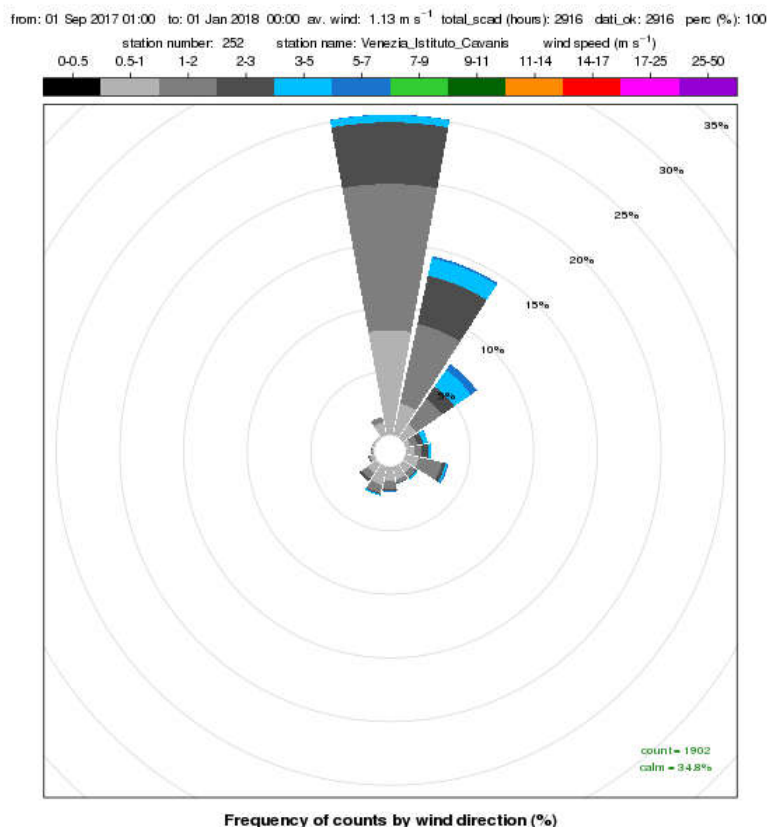 from: 01 Sep 2017 01:00 to: 01 Jan 2018 00:00 av. wind: 1.13 m s⁻¹ total_scad (hours): 2916 dati_ok: 2916 perc (%): 100
station number: 252 station name: Venezia_Istituto_Cavanis wind speed (m s⁻¹)
0-0.5 0.5-1 1-2 2-3 3-5 5-7 7-9 9-11 11-14 14-17 17-25 25-50
35%
30%
25%
20%
15%
10%
5%
count = 1902
calm = 34.8%
Frequency of counts by wind direction (%)